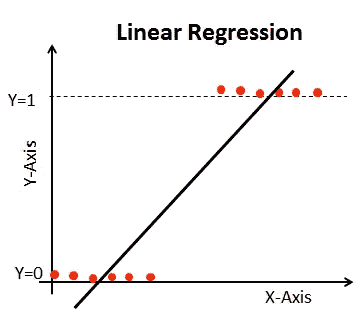 Linear Regression
Y=1
Y-Axis
Y=0
X-Axis